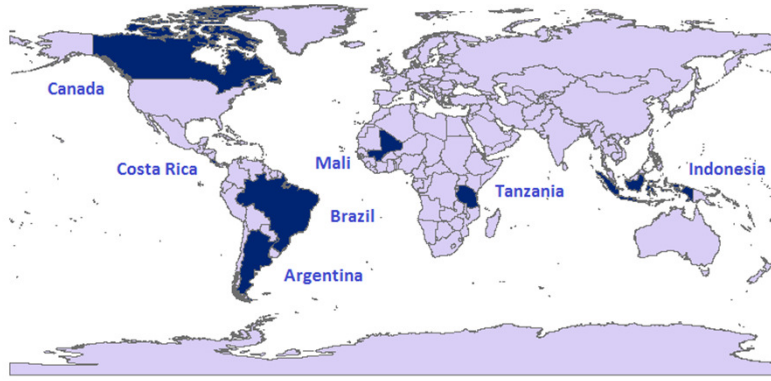 Canada
Costa Rica
Mali
Indonesia
Tanzania
Brazil
Argentina